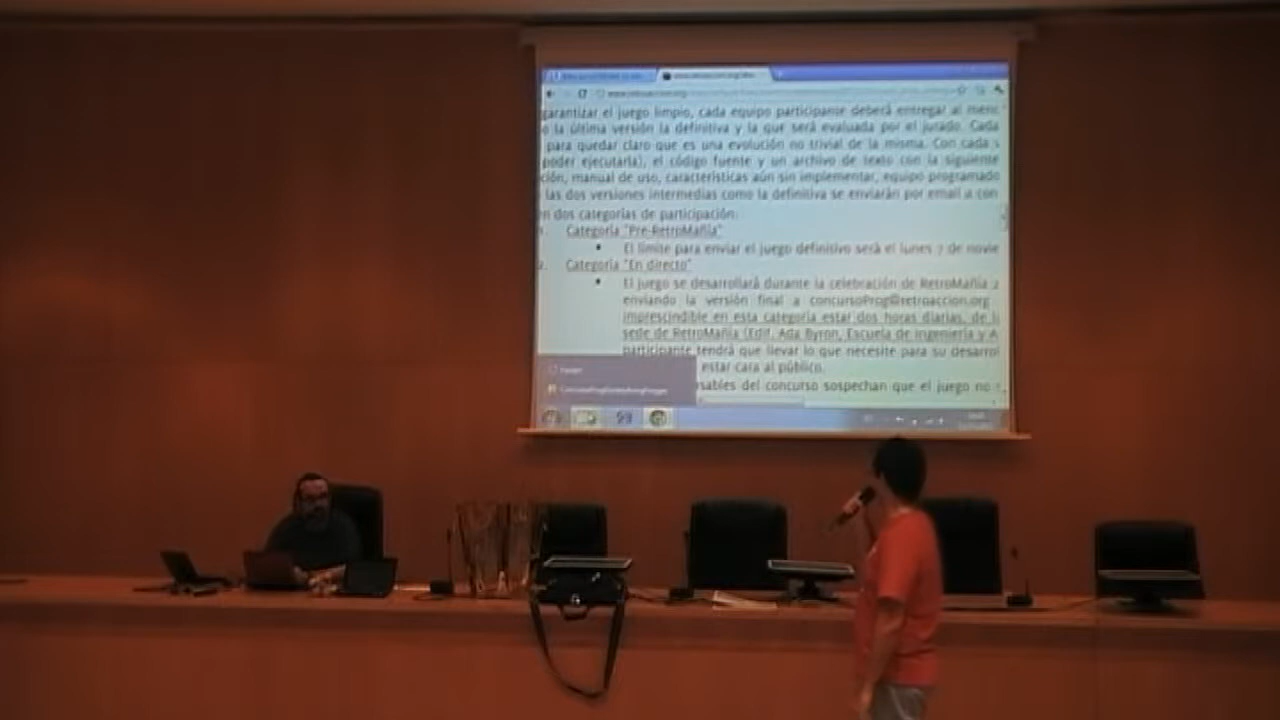 garantizar el juego limpio, cada equipo participante deberá entregar al
o la última versión la definitiva y la que será evaluada por el jurado. Cada
para quedar claro que es una evolución no trivial de la misma. Con cada
poder ejecutarla), el código fuente y un archivo de texto con la siguiente
ción, manual de uso, características aún sin implementar, equipo programado
las dos versiones intermedias como la definitiva se enviarán por email a con
n dos categorías de participación:
1. Categoría "Pre-RetroMañía"
• El límite para enviar el juego definitivo será el lunes 7 de novie
2. Categoría "En directo"
• El juego se desarrollará durante la celebración de RetroMañía 2
enviando la versión final a concursoProg@retroaccion.org
imprescindible en esta categoría estar dos horas diarias, de l
sede de RetroMañía (Edif. Ada Byron, Escuela de Ingeniería y A
participante tendrá que llevar lo que necesite para su desarrol
estar cara al público.
sables del concurso sospechan que el juego no